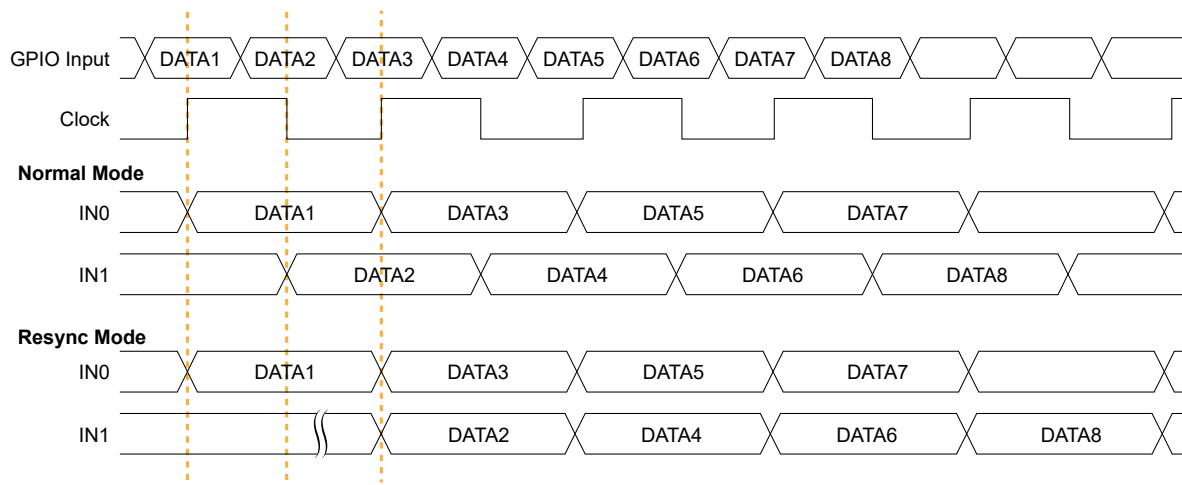 GPIO Input DATA1 DATA2 DATA3 DATA4 DATA5 DATA6 DATA7 DATA8
Clock
Normal Mode
IN0 DATA1 DATA3 DATA5 DATA7
IN1 DATA2 DATA4 DATA6 DATA8
Resync Mode
IN0 DATA1 DATA3 DATA5 DATA7
IN1 DATA2 DATA4 DATA6 DATA8